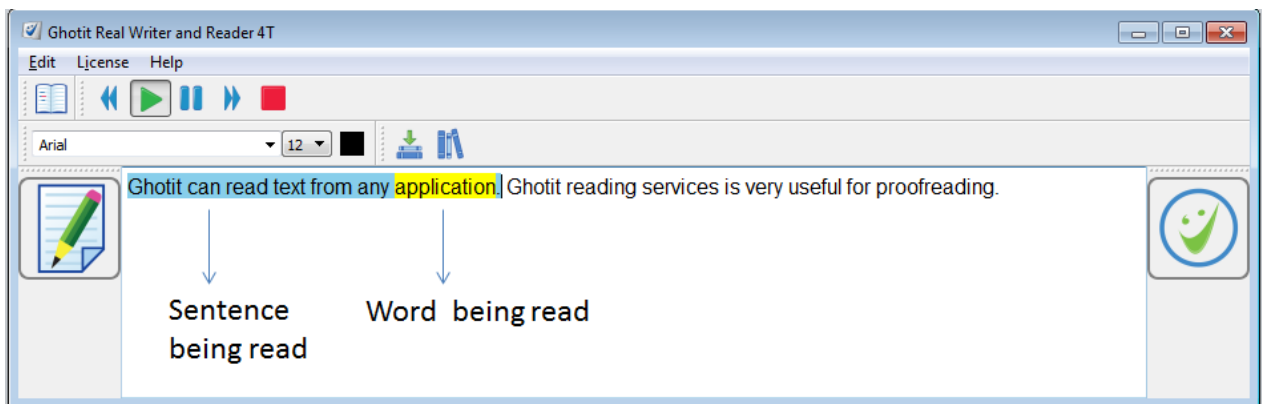 Ghotit Real Writer and Reader 4T
Edit License Help
Arial 12
Ghotit can read text from any application. Ghotit reading services is very useful for proofreading.
Sentence being read
Word being read